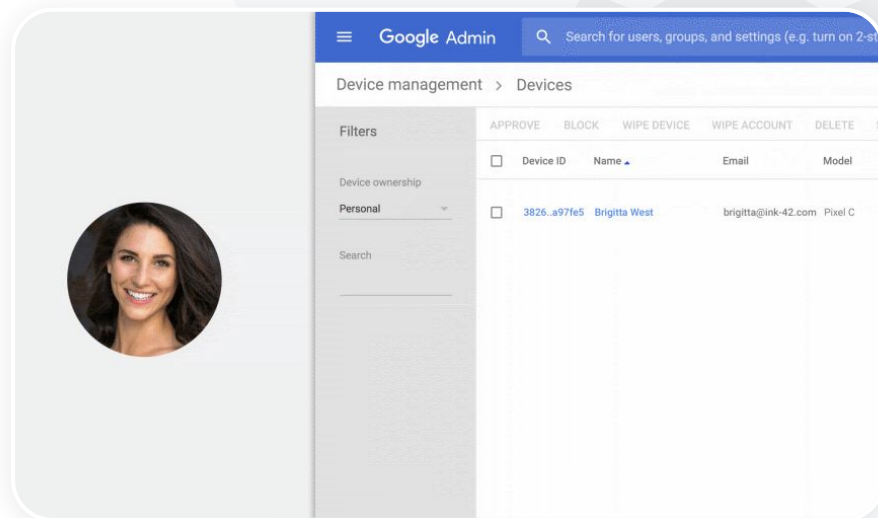 Google Admin
Search for users, groups, and settings (e.g. turn on 2-st
Device management > Devices
Filters
APPROVE BLOCK WIPE DEVICE WIPE ACCOUNT DELETE
Device ID Name Email Model
Device ownership
Personal
3826..a97fe5 Brigitta West brigitta@ink-42.com Pixel C
Search